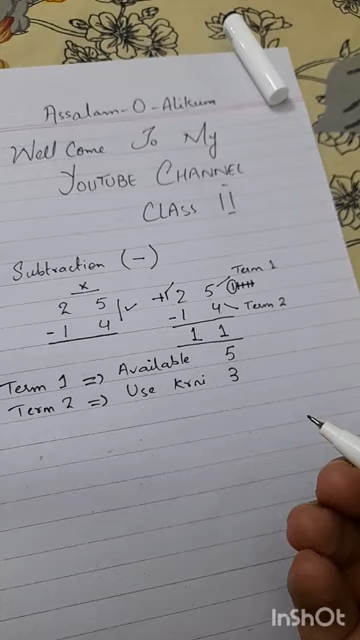 Assalam-O-Alikum
Well Come To My
YOUTUBE CHANNEL
CLASS II
Subtraction (-)
x
2 5
-1 4
+ 2 5 Term 1
-1 4 Term 2
1 1
Term 1 => Available 5
Term 2 => Use krni 3
InShOt